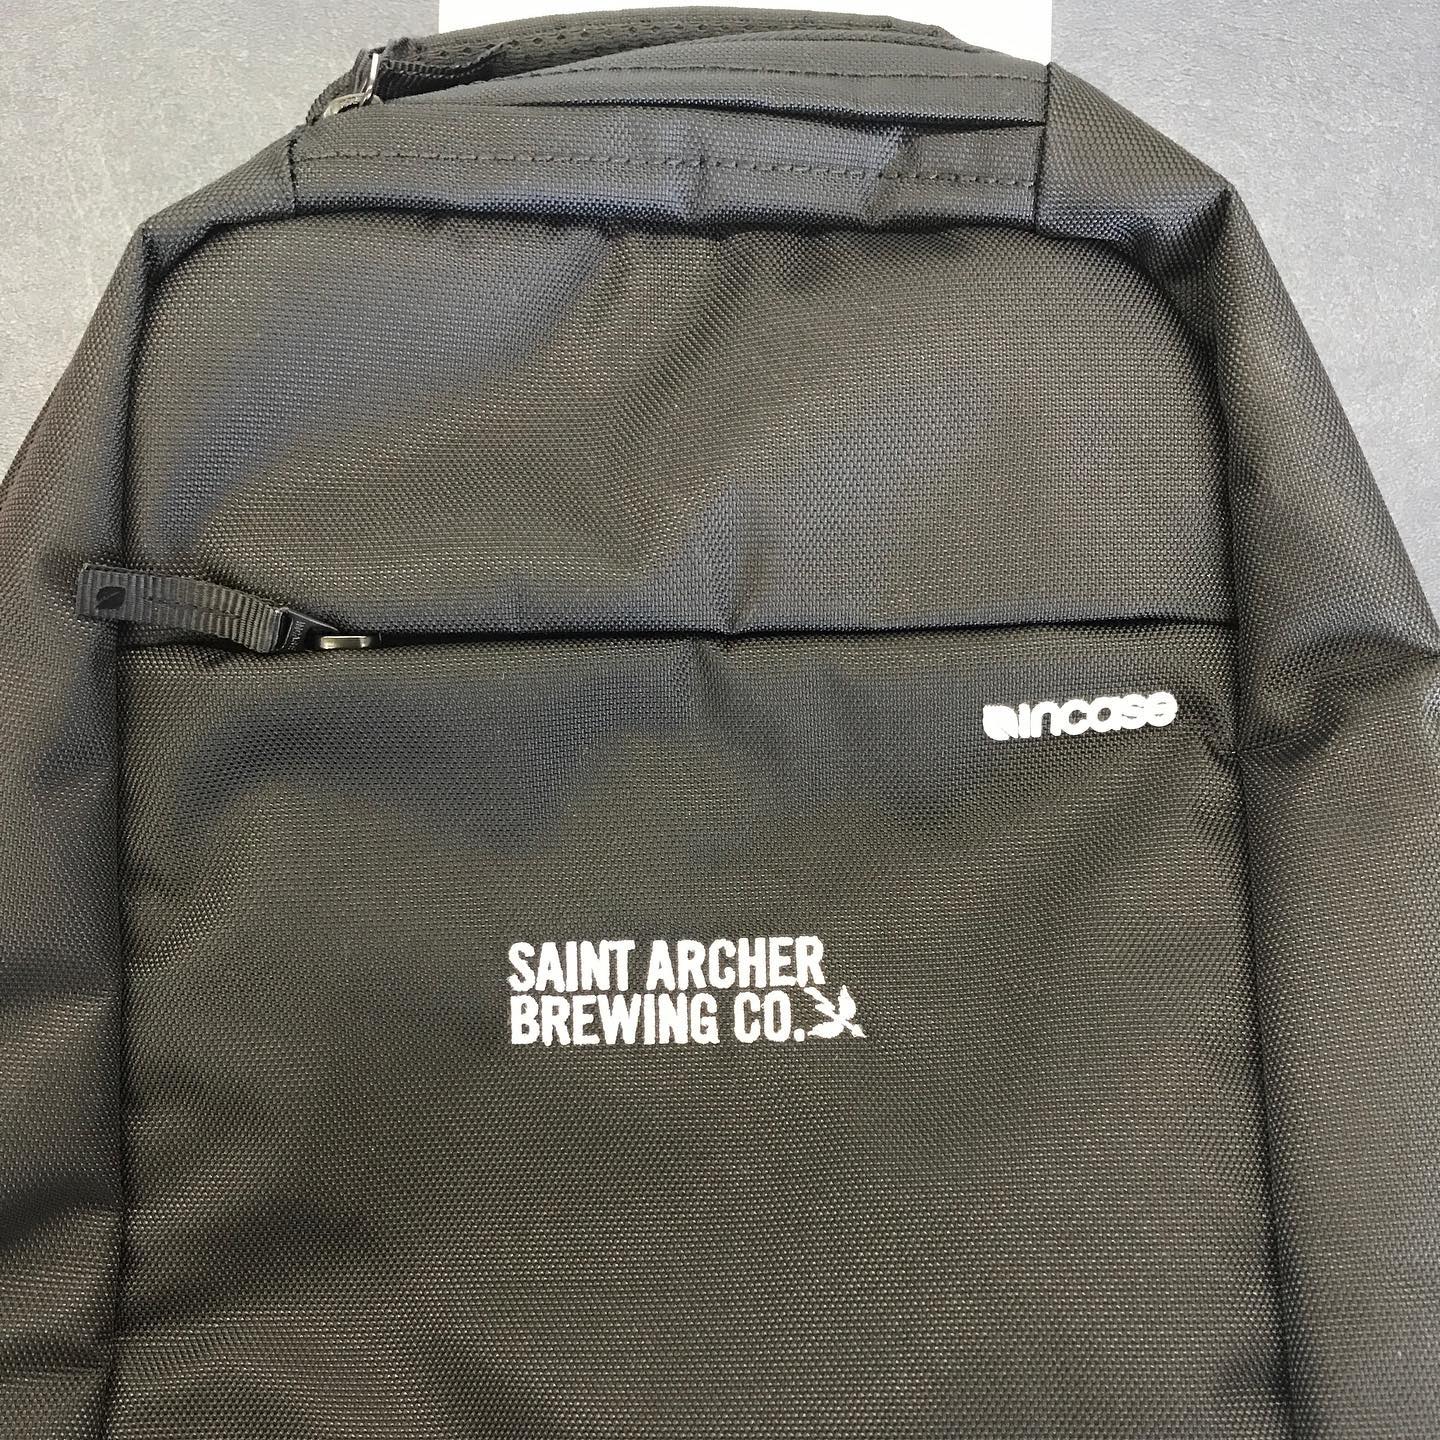 incase
SAINT ARCHER
BREWING CO.